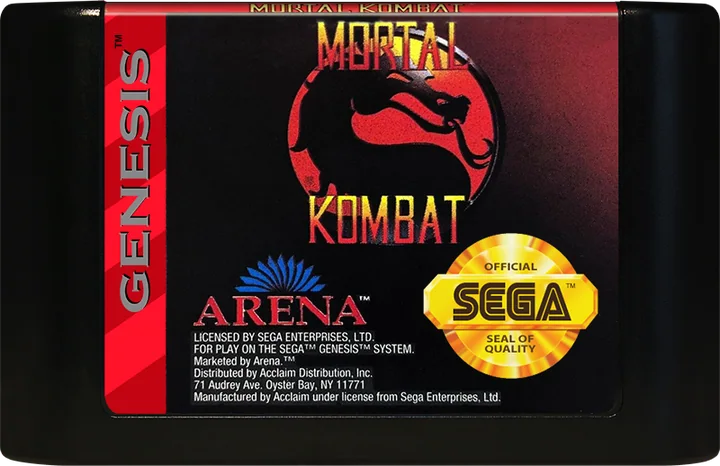 MORTAL KOMBAT
GENESIS™
MORTAL
KOMBAT
ARENA™
LICENSED BY SEGA ENTERPRISES, LTD.
FOR PLAY ON THE SEGA™ GENESIS™ SYSTEM.
Marketed by Arena.™
Distributed by Acclaim Distribution, Inc.
71 Audrey Ave. Oyster Bay, NY 11771
Manufactured by Acclaim under license from Sega Enterprises, Ltd.
OFFICIAL
SEGA™
SEAL OF
QUALITY